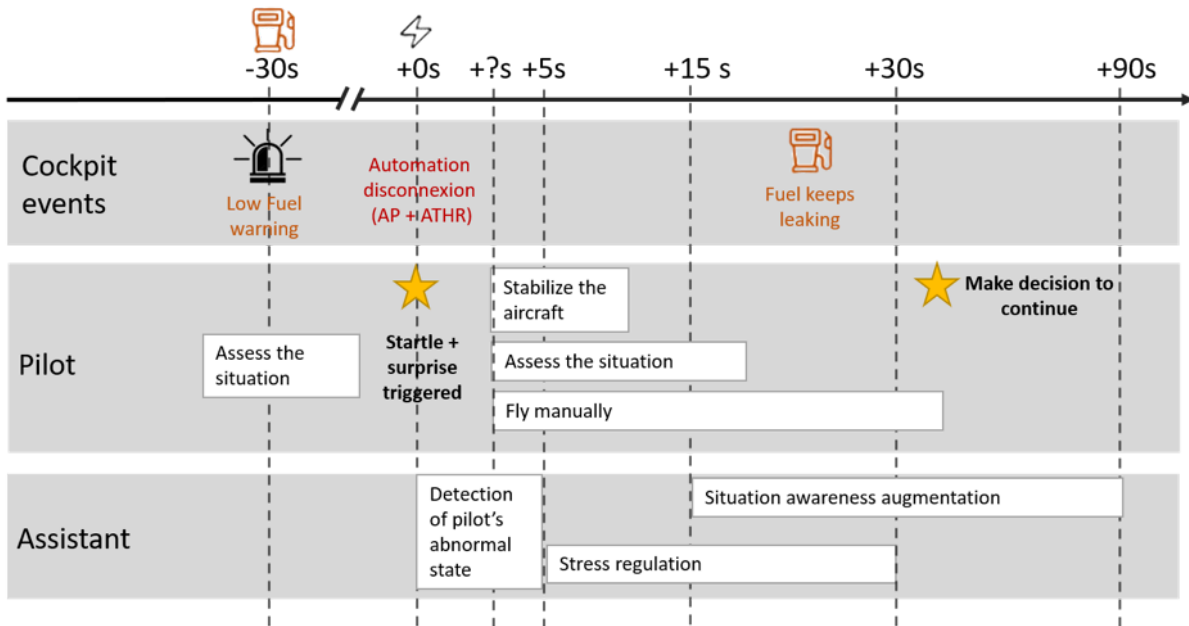 -30s
+0s
+?s
+5s
+15 s
+30s
+90s
Cockpit
events
Low Fuel
warning
Automation
disconnexion
(AP + ATHR)
Fuel keeps
leaking
Pilot
Assess the
situation
Startle +
surprise
triggered
Stabilize the
aircraft
Assess the situation
Fly manually
Make decision to
continue
Assistant
Detection
of pilot's
abnormal
state
Situation awareness augmentation
Stress regulation